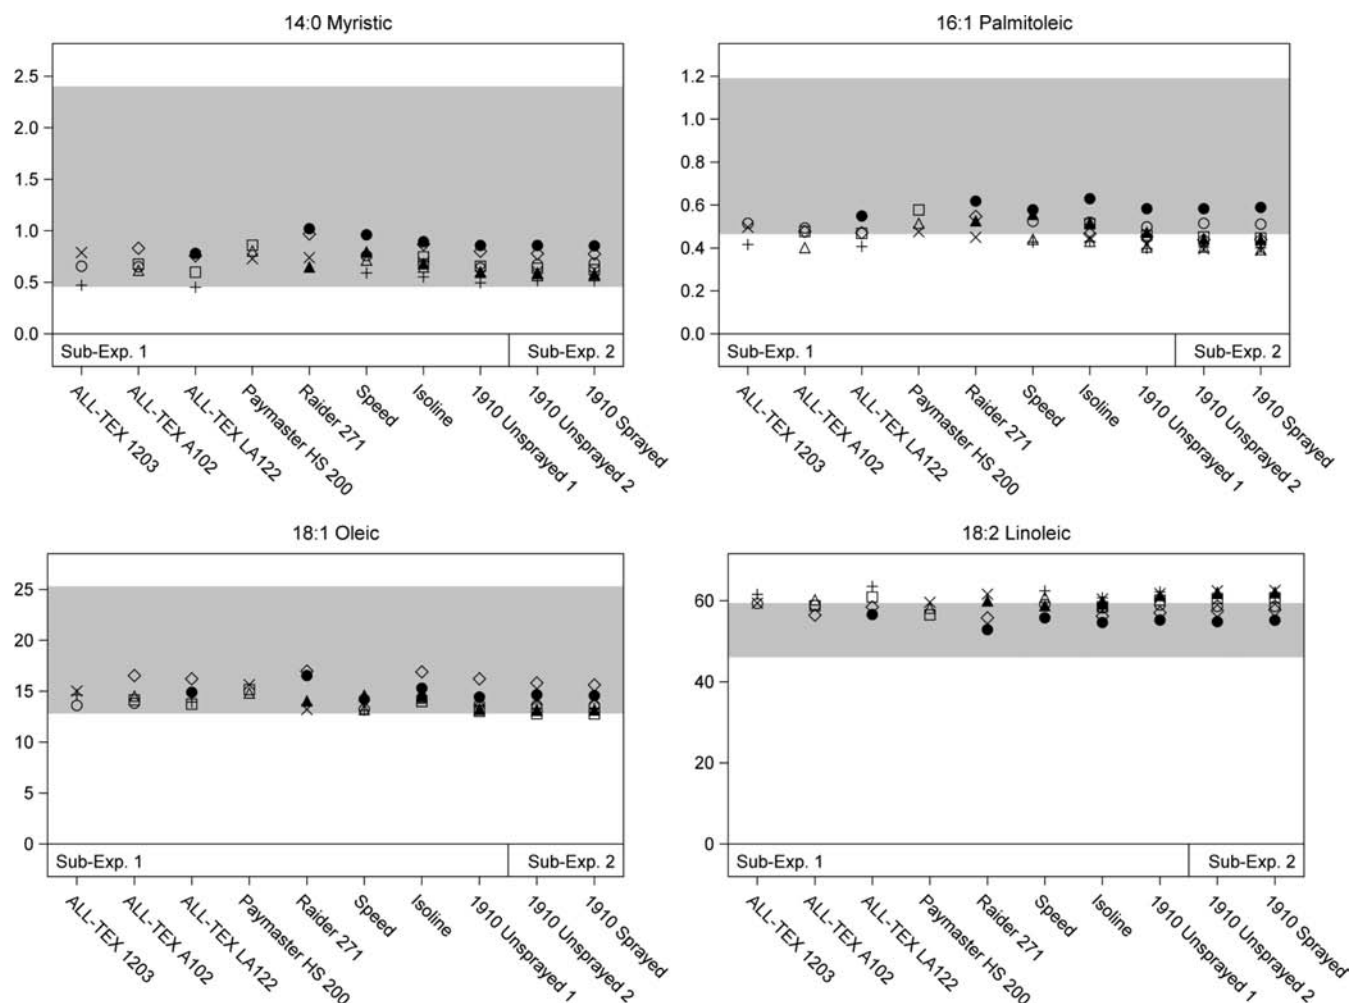 14:0 Myristic
2.5
2.0
1.5
1.0
0.5
0.0
Sub-Exp. 1
Sub-Exp. 2
ALL-TEX 1203
ALL-TEX A102
ALL-TEX LA122
Paymaster HS 200
Raider 271
Speed
Isoline
1910 Unsprayed 1
1910 Unsprayed 2
1910 Sprayed
16:1 Palmitoleic
1.2
1.0
0.8
0.6
0.4
0.2
0.0
Sub-Exp. 1
Sub-Exp. 2
ALL-TEX 1203
ALL-TEX A102
ALL-TEX LA122
Paymaster HS 200
Raider 271
Speed
Isoline
1910 Unsprayed 1
1910 Unsprayed 2
1910 Sprayed
18:1 Oleic
25
20
15
10
5
0
Sub-Exp. 1
Sub-Exp. 2
ALL-TEX 1203
ALL-TEX A102
ALL-TEX LA122
Paymaster HS 200
Raider 271
Speed
Isoline
1910 Unsprayed 1
1910 Unsprayed 2
1910 Sprayed
18:2 Linoleic
60
40
20
0
Sub-Exp. 1
Sub-Exp. 2
ALL-TEX 1203
ALL-TEX A102
ALL-TEX LA122
Paymaster HS 200
Raider 271
Speed
Isoline
1910 Unsprayed 1
1910 Unsprayed 2
1910 Sprayed